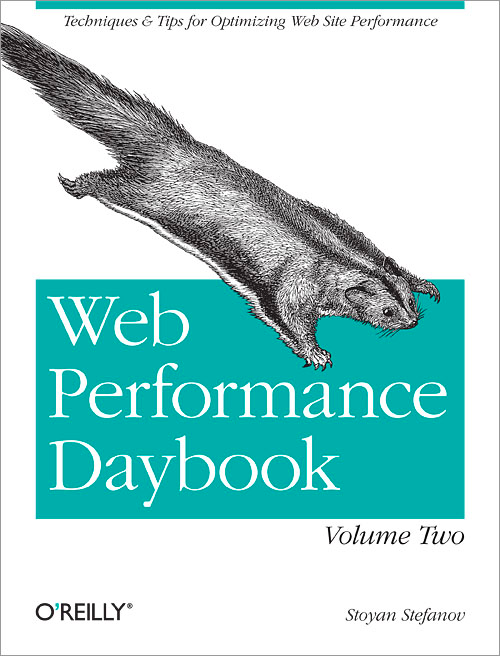 Techniques & Tips for Optimizing Web Site Performance
Web
Performance
Daybook
Volume Two
O'REILLY®
Stoyan Stefanov